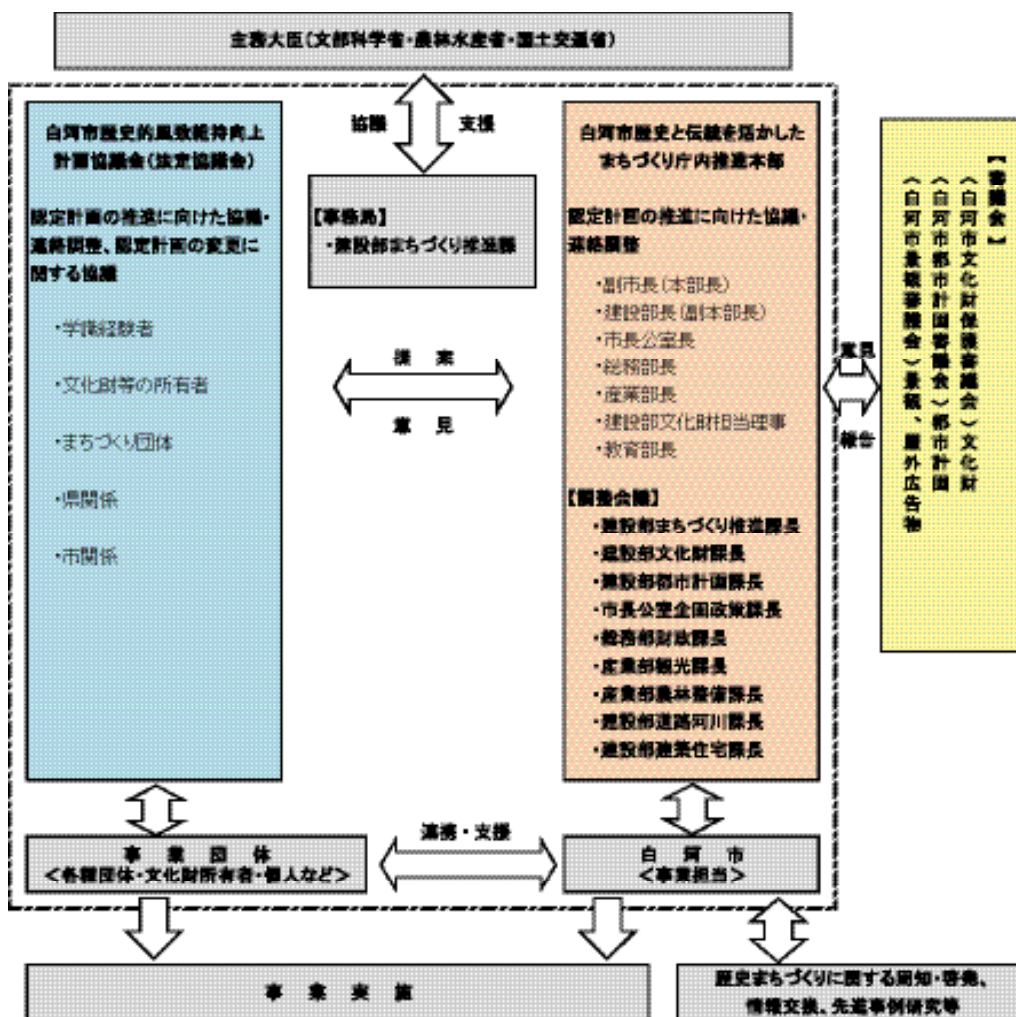 主務大臣(文部科学省・農林水産省・国土交通省)
協議 支援
白河市歴史的風致維持向上
計画協議会(法定協議会)
認定計画の推進に向けた協議・
連絡調整、認定計画の変更に
関する協議
・学識経験者
・文化財等の所有者
・まちづくり団体
・県関係
・市関係
【事務局】
・建設部まちづくり推進課
提案
意見
白河市歴史と伝統を活かした
まちづくり庁内推進本部
認定計画の推進に向けた協議・
連絡調整
・副市長(本部長)
・建設部長(副本部長)
・市長公室長
・総務部長
・産業部長
・建設部文化財担当理事
・教育部長
【調整会議】
・建設部まちづくり推進課長
・建設部文化財課長
・建設部都市計画課長
・市長公室企画政策課長
・総務部財政課長
・産業部観光課長
・産業部農林整備課長
・建設部道路河川課長
・建設部建築住宅課長
意見
報告
【審議会】
(白河市文化財保護審議会)文化財
(白河市都市計画審議会)都市計画
(白河市景観審議会)景観、屋外広告物
事業団体
<各種団体・文化財所有者・個人など>
連携・支援
白河市
<事業担当>
事業実施
歴史まちづくりに関する周知・啓発、
情報交換、先進事例研究等